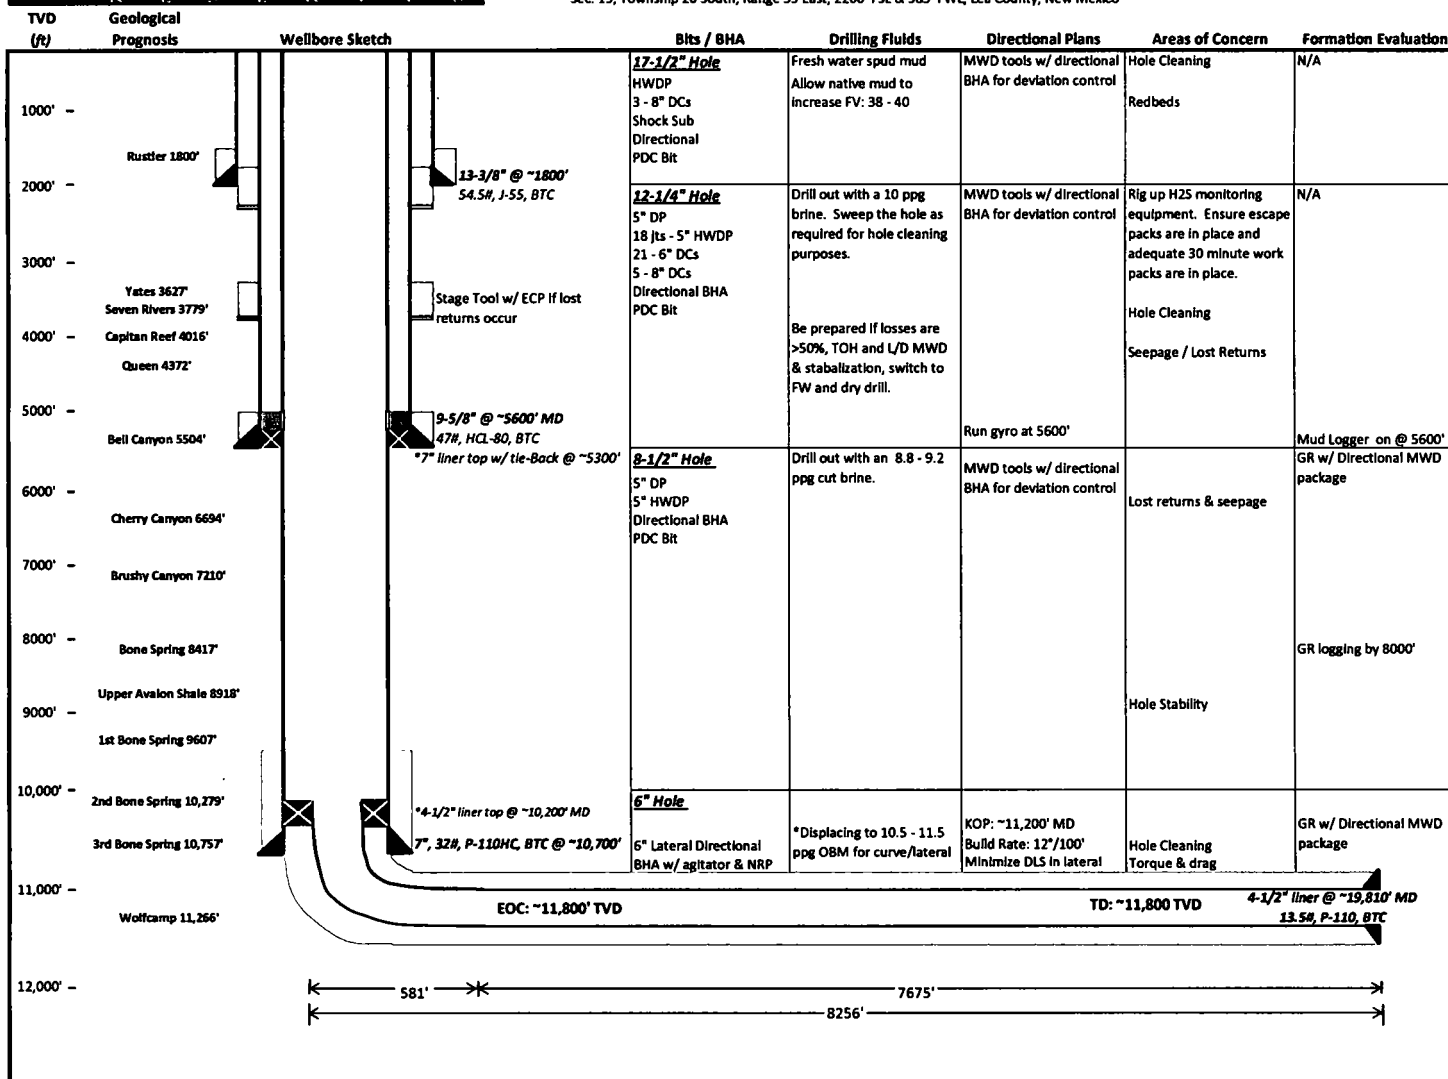 TVD
(ft)
Geological
Prognosis
Wellbore Sketch
Bits / BHA
Drilling Fluids
Directional Plans
Areas of Concern
Formation Evaluation
1000'
2000'
3000'
4000'
5000'
6000'
7000'
8000'
9000'
10,000'
11,000'
12,000'
Rustler 1800'
Yates 3627'
Seven Rivers 3779'
Capitan Reef 4016'
Queen 4372'
Bell Canyon 5504'
Cherry Canyon 6694'
Brushy Canyon 7210'
Bone Spring 8417'
Upper Avalon Shale 8918'
1st Bone Spring 9607'
2nd Bone Spring 10,279'
3rd Bone Spring 10,757'
Wolfcamp 11,266'
13-3/8" @ ~1800'
54.5#, J-55, BTC
Stage Tool w/ ECP if lost
returns occur
9-5/8" @ ~5600' MD
47#, HCL-80, BTC
*7" liner top w/ tie-Back @ ~5300'
*4-1/2" liner top @ ~10,200' MD
7", 32#, P-110HC, BTC @ ~10,700'
17-1/2" Hole
HWDP
3 - 8" DCs
Shock Sub
Directional
PDC Bit
Fresh water spud mud
Allow native mud to
increase FV: 38 - 40
MWD tools w/ directional
BHA for deviation control
Hole Cleaning
Redbeds
N/A
12-1/4" Hole
5" DP
18 jts - 5" HWDP
21 - 6" DCs
5 - 8" DCs
Directional BHA
PDC Bit
Drill out with a 10 ppg
brine. Sweep the hole as
required for hole cleaning
purposes.
Be prepared if losses are
>50%, TOH and L/D MWD
& stabalization, switch to
FW and dry drill.
MWD tools w/ directional
BHA for deviation control
Run gyro at 5600'
Rig up H2S monitoring
equipment. Ensure escape
packs are in place and
adequate 30 minute work
packs are in place.
Hole Cleaning
Seepage / Lost Returns
N/A
Mud Logger on @ 5600'
8-1/2" Hole
5" DP
5" HWDP
Directional BHA
PDC Bit
Drill out with an 8.8 - 9.2
ppg cut brine.
MWD tools w/ directional
BHA for deviation control
Lost returns & seepage
Hole Stability
GR w/ Directional MWD
package
GR logging by 8000'
6" Hole
6" Lateral Directional
BHA w/ agitator & NRP
*Displacing to 10.5 - 11.5
ppg OBM for curve/lateral
KOP: ~11,200' MD
Build Rate: 12°/100'
Minimize DLS in lateral
Hole Cleaning
Torque & drag
GR w/ Directional MWD
package
EOC: ~11,800' TVD
TD: ~11,800 TVD
4-1/2" liner @ ~19,810' MD
13.5#, P-110, BTC
581'
7675'
8256'